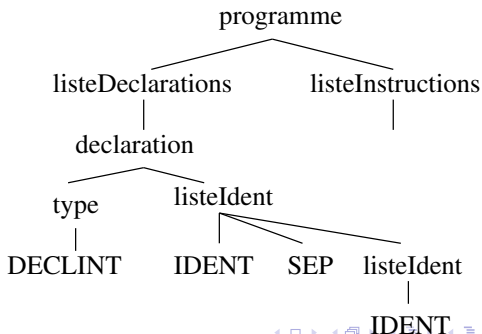 programme
listeDeclarations listeInstructions
declaration
type listeIdent
DECLINT IDENT SEP listeIdent
IDENT